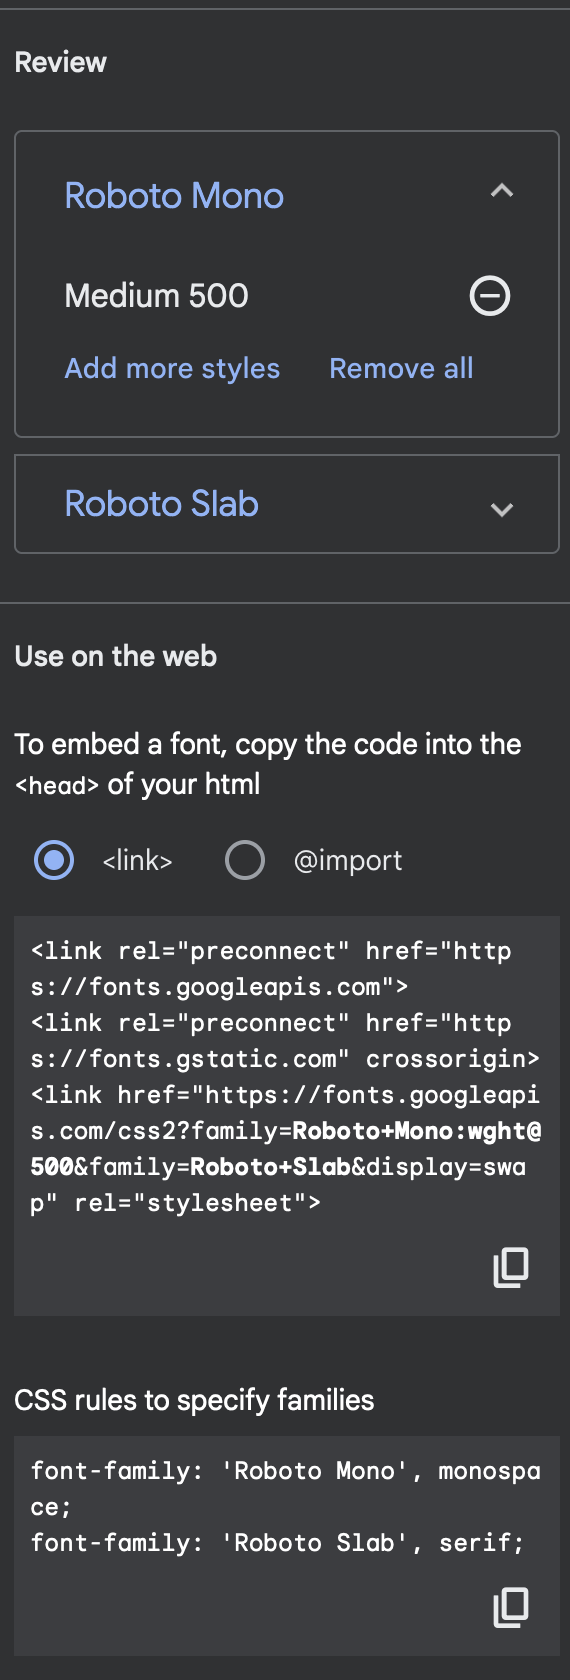 Review
Roboto Mono
Medium 500
Add more styles Remove all
Roboto Slab
Use on the web
To embed a font, copy the code into the
<head> of your html
<link> @import
<link rel="preconnect" href="http
s://fonts.googleapis.com">
<link rel="preconnect" href="http
s://fonts.gstatic.com" crossorigin>
<link href="https://fonts.googleapi
s.com/css2?family=Roboto+Mono:wght@
500&family=Roboto+Slab&display=swa
p" rel="stylesheet">
CSS rules to specify families
font-family: 'Roboto Mono', monospa
ce;
font-family: 'Roboto Slab', serif;